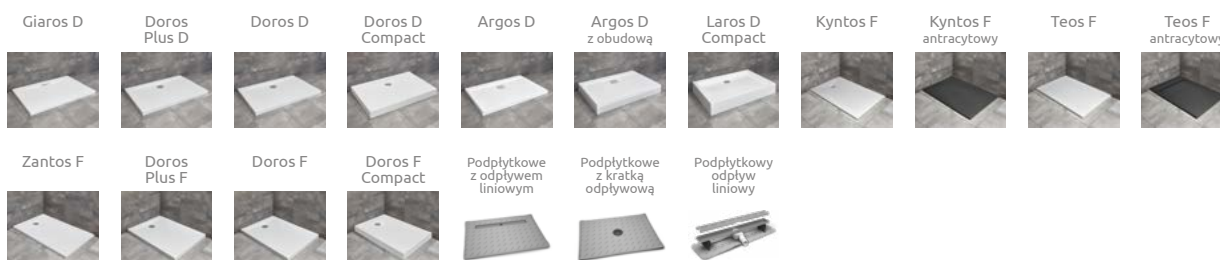 Giaros D
Doros
Plus D
Doros D
Doros D
Compact
Argos D
Argos D
z obudową
Laros D
Compact
Kyntos F
Kyntos F
antracytowy
Teos F
Teos F
antracytowy
Zantos F
Doros
Plus F
Doros F
Doros F
Compact
Podpłytkowe
z odpływem
liniowym
Podpłytkowe
z kratką
odpływową
Podpłytkowy
odpływ
liniowy